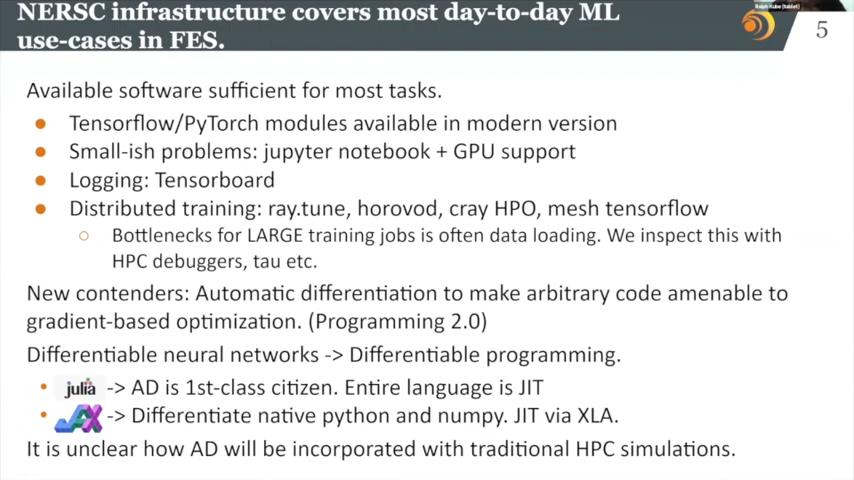 NERSC infrastructure covers most day-to-day ML
use-cases in FES.
Ralph Kube (tablet)
5
Available software sufficient for most tasks.
● Tensorflow/PyTorch modules available in modern version
● Small-ish problems: jupyter notebook + GPU support
● Logging: Tensorboard
● Distributed training: ray.tune, horovod, cray HPO, mesh tensorflow
○ Bottlenecks for LARGE training jobs is often data loading. We inspect this with
HPC debuggers, tau etc.
New contenders: Automatic differentiation to make arbitrary code amenable to
gradient-based optimization. (Programming 2.0)
Differentiable neural networks -> Differentiable programming.
• julia -> AD is 1st-class citizen. Entire language is JIT
• JAX -> Differentiate native python and numpy. JIT via XLA.
It is unclear how AD will be incorporated with traditional HPC simulations.